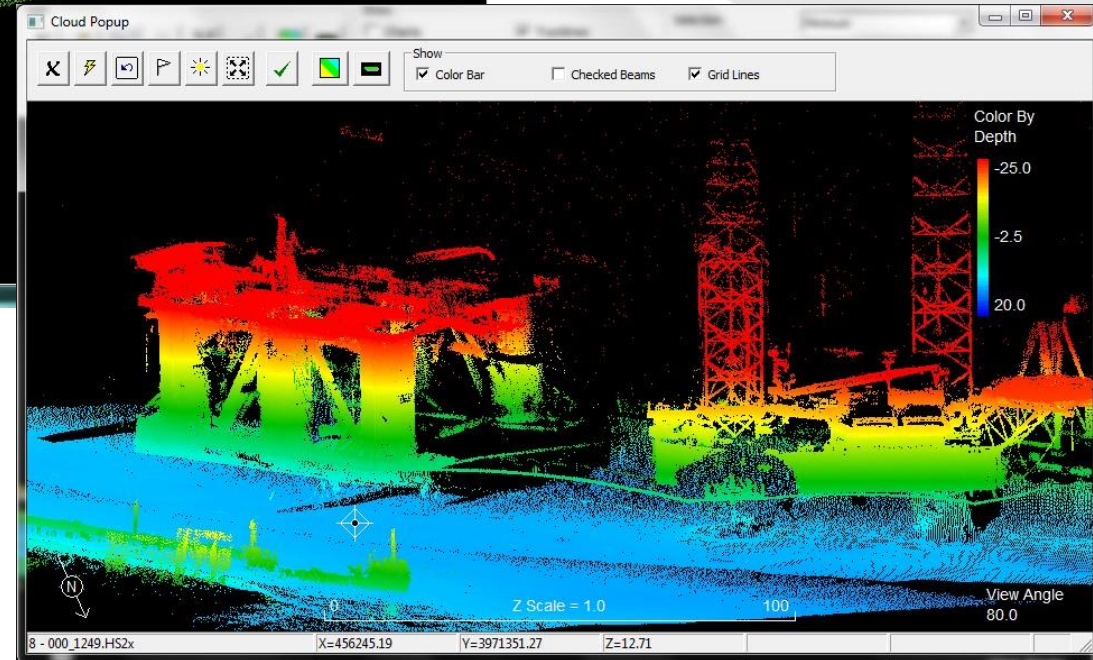 Cloud Popup
Show
Color Bar
Checked Beams
Grid Lines
Color By
Depth
-25.0
-2.5
20.0
N
0
Z Scale = 1.0
100
View Angle
80.0
8 - 000_1249.HS2x
X=456245.19
Y=3971351.27
Z=12.71